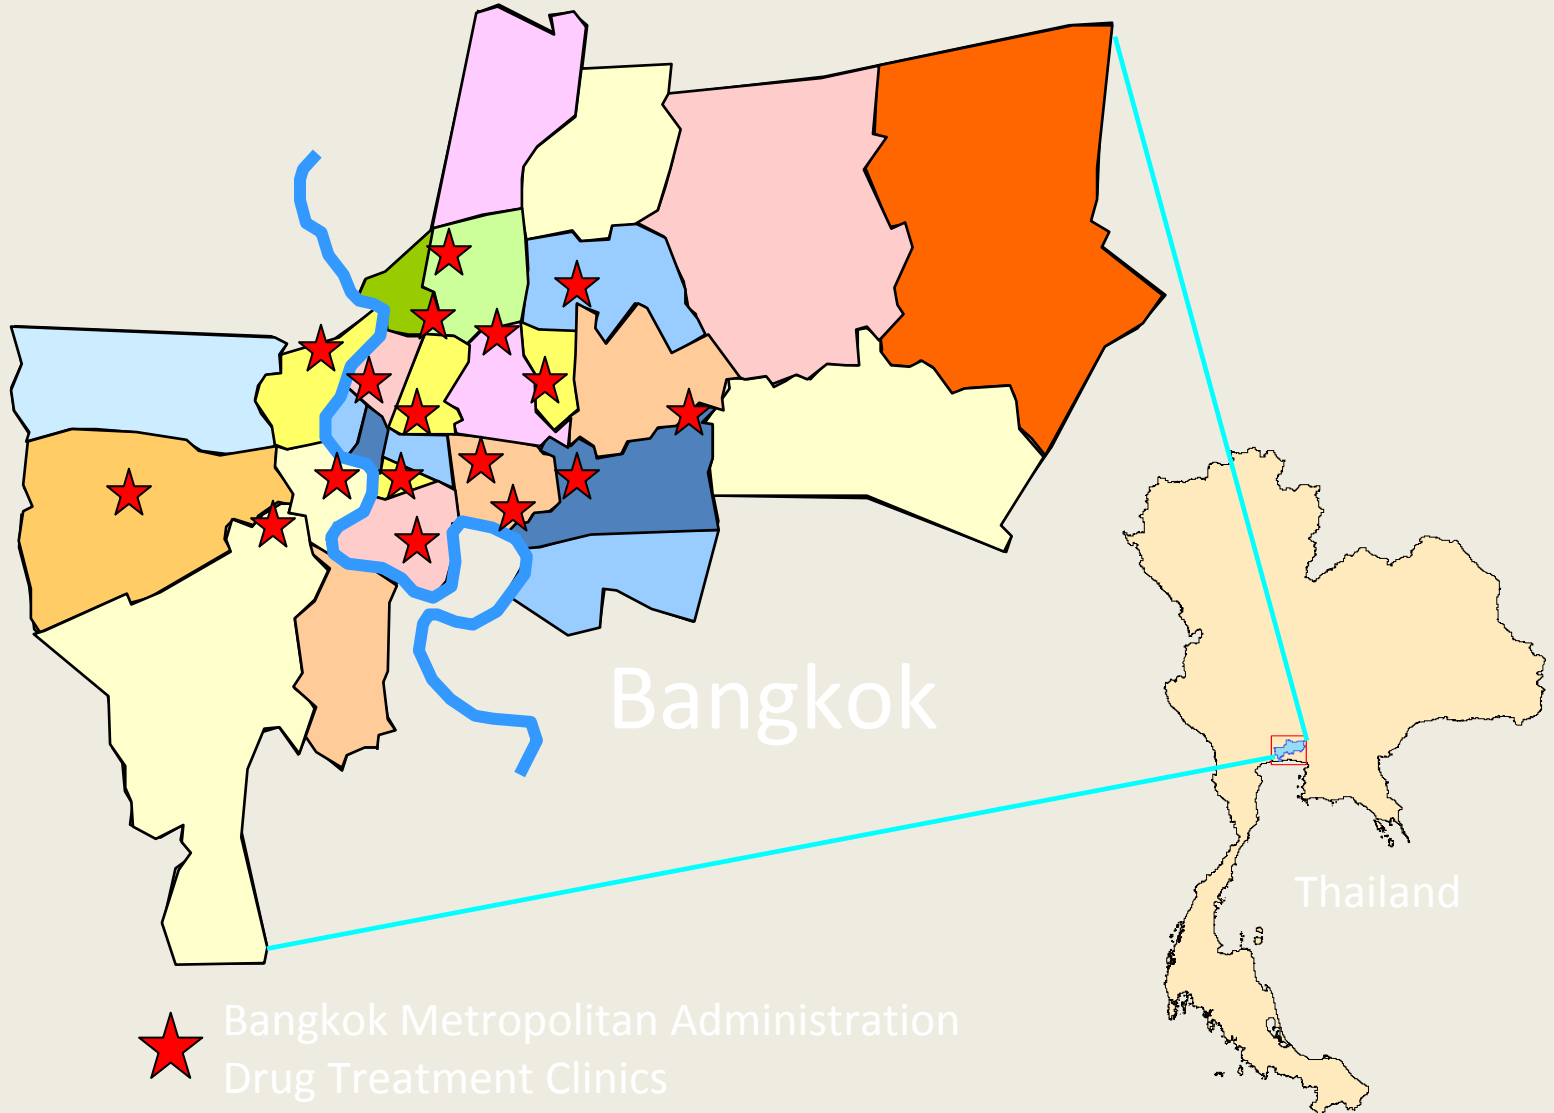 Bangkok
Thailand
Bangkok Metropolitan Administration
Drug Treatment Clinics